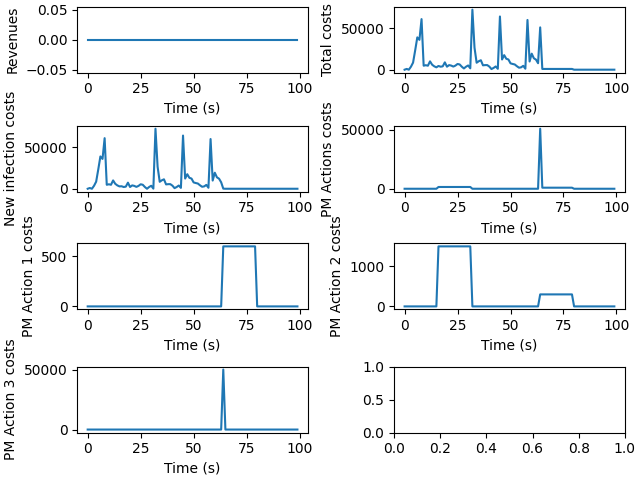 Revenues
0.05
0.00
−0.05
0 25 50 75 100
Time (s)
Total costs
50000
0
0 25 50 75 100
Time (s)
New infection costs
50000
0
0 25 50 75 100
Time (s)
PM Actions costs
50000
0
0 25 50 75 100
Time (s)
PM Action 1 costs
500
0
0 25 50 75 100
Time (s)
PM Action 2 costs
1000
0
0 25 50 75 100
Time (s)
PM Action 3 costs
50000
0
0 25 50 75 100
Time (s)
1.0
0.5
0.0
0.0 0.2 0.4 0.6 0.8 1.0